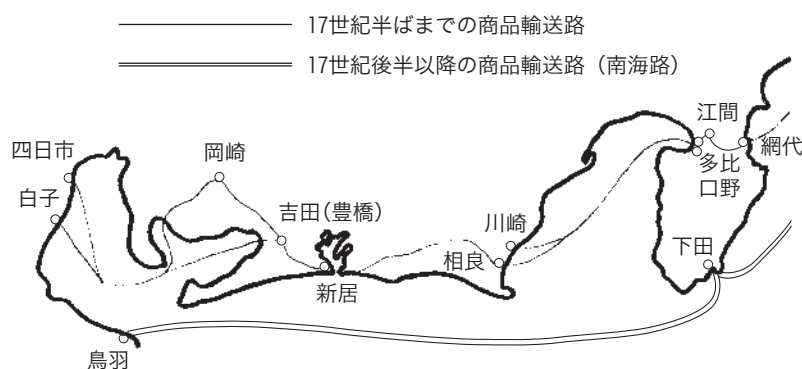 17世紀半ばまでの商品輸送路
17世紀後半以降の商品輸送路（南海路）
江間
四日市
岡崎
網代
多比
口野
白子
吉田（豊橋）
川崎
下田
相良
新居
鳥羽